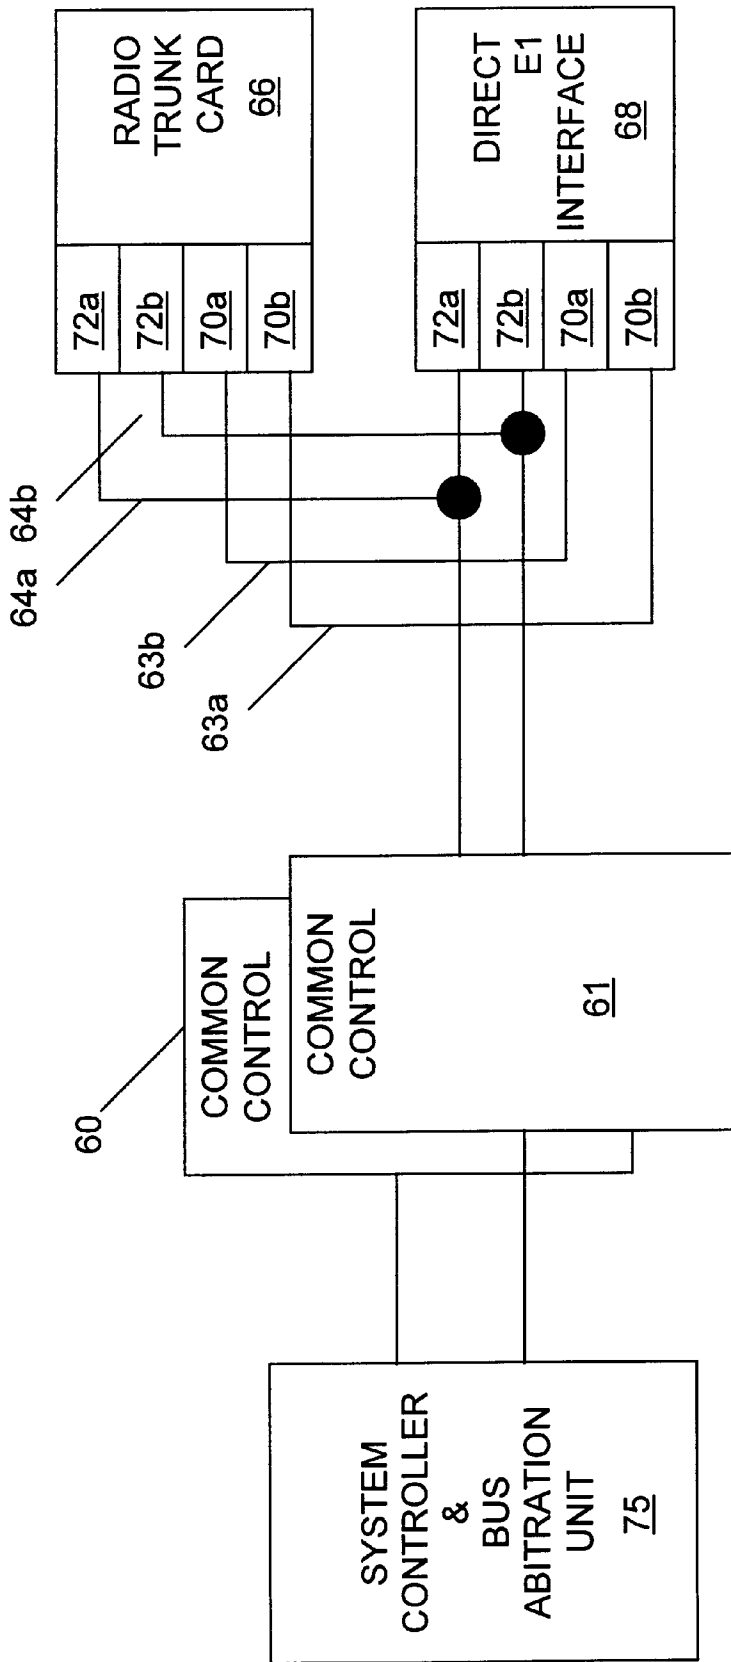 SYSTEM
CONTROLLER
&
BUS
ABITRATION
UNIT
75
60
COMMON
CONTROL
COMMON
CONTROL
61
64a
64b
63b
63a
72a
72b
70a
70b
RADIO
TRUNK
CARD
66
72a
72b
70a
70b
DIRECT
E1
INTERFACE
68